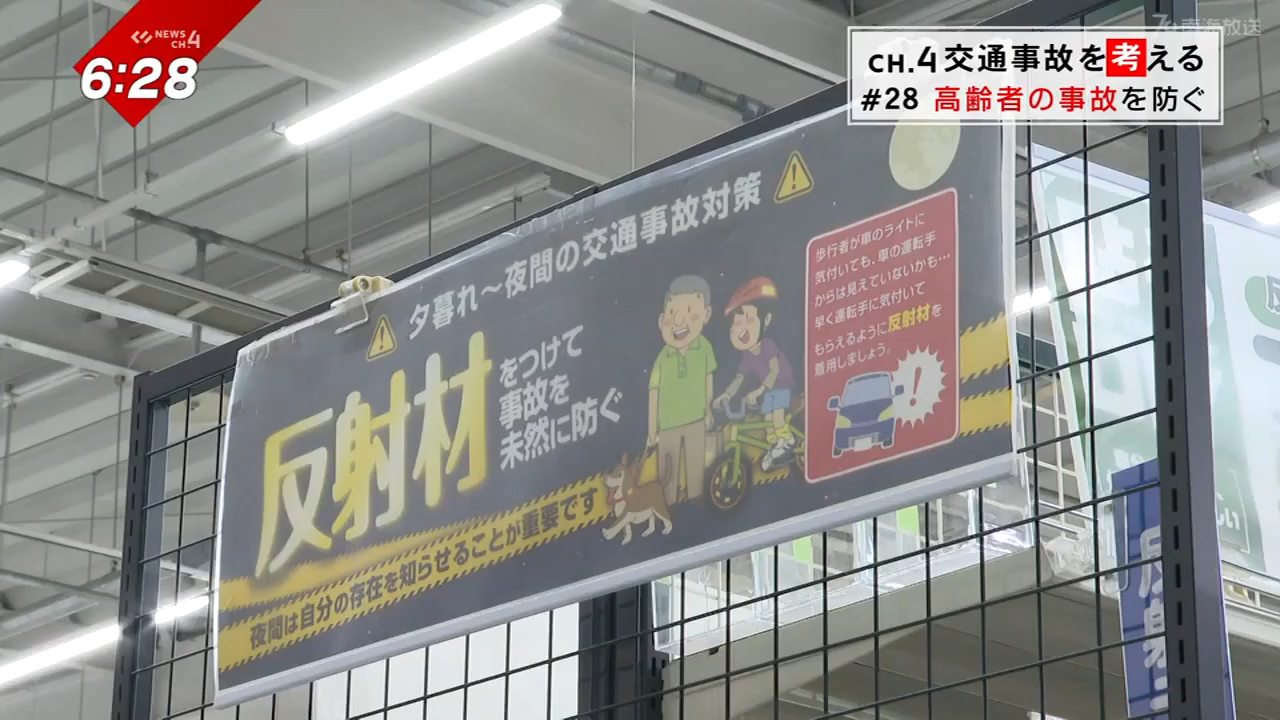 NEWS
CH.4
6:28
南海放送
CH.4 交通事故を考える
#28 高齢者の事故を防ぐ
夕暮れ～夜間の交通事故対策
反射材
をつけて
事故を
未然に防ぐ
夜間は自分の存在を知らせることが重要です
歩行者が車のライトに
気付いても、車の運転手
からは見えていないかも…
早く運転手に気付いて
もらえるように反射材を
着用しましょう。
!